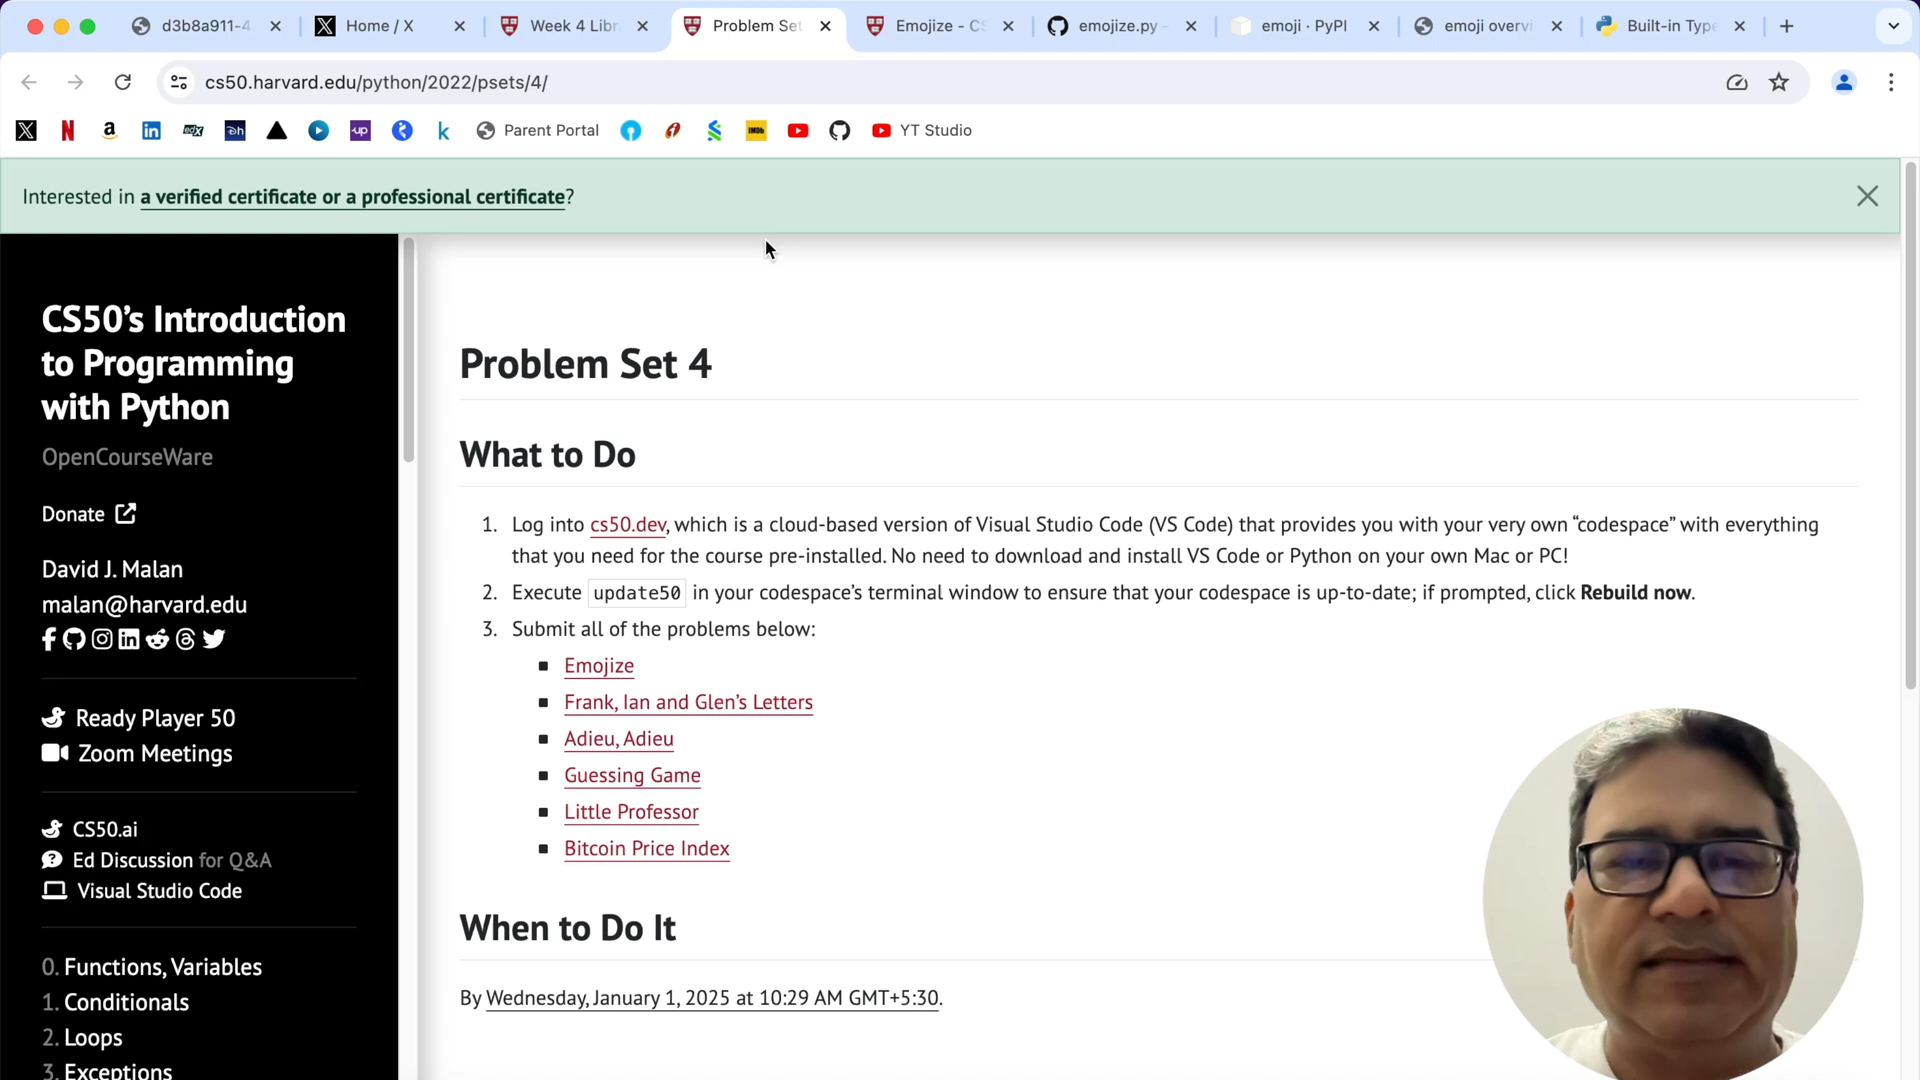 d3b8a911-4
Home / X
Week 4 Libr
Problem Set
Emojize - CS
emojize.py -
emoji · PyPI
emoji overvi
Built-in Type
cs50.harvard.edu/python/2022/psets/4/
Parent Portal
YT Studio
Interested in a verified certificate or a professional certificate?
CS50’s Introduction
to Programming
with Python
OpenCourseWare
Donate
David J. Malan
malan@harvard.edu
Ready Player 50
Zoom Meetings
CS50.ai
Ed Discussion for Q&A
Visual Studio Code
0. Functions, Variables
1. Conditionals
2. Loops
3. Exceptions
Problem Set 4
What to Do
1. Log into cs50.dev, which is a cloud-based version of Visual Studio Code (VS Code) that provides you with your very own “codespace” with everything
that you need for the course pre-installed. No need to download and install VS Code or Python on your own Mac or PC!
2. Execute update50 in your codespace’s terminal window to ensure that your codespace is up-to-date; if prompted, click Rebuild now.
3. Submit all of the problems below:
Emojize
Frank, Ian and Glen’s Letters
Adieu, Adieu
Guessing Game
Little Professor
Bitcoin Price Index
When to Do It
By Wednesday, January 1, 2025 at 10:29 AM GMT+5:30.